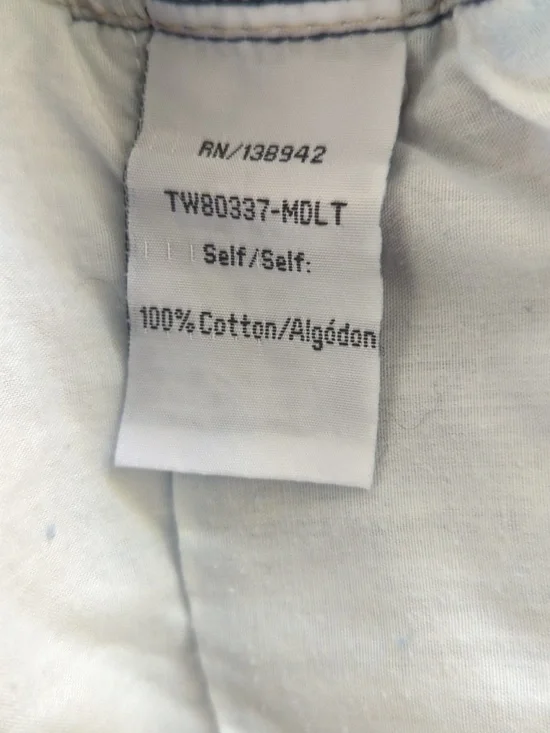 RN/138942
TW80337-MDLT
Self/Self:
100% Cotton/Algódon